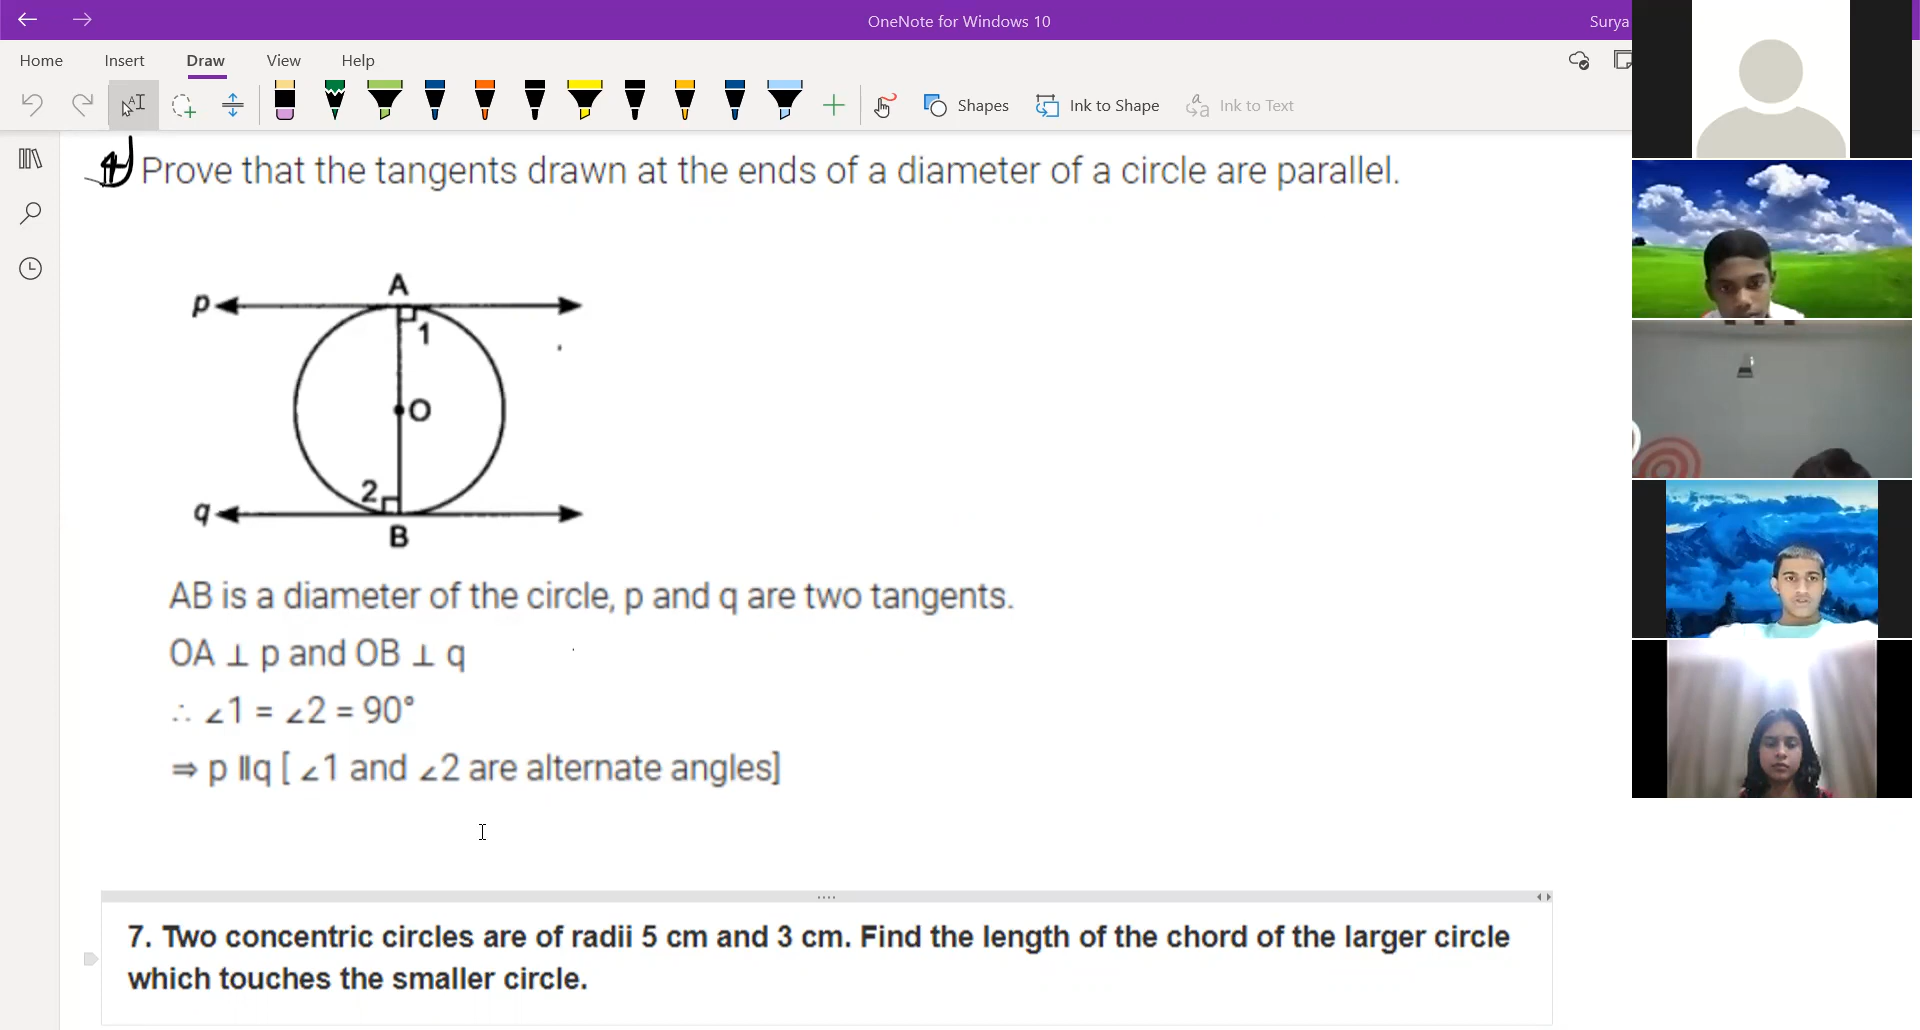 OneNote for Windows 10
Surya
Home Insert Draw View Help
Shapes Ink to Shape Ink to Text
4) Prove that the tangents drawn at the ends of a diameter of a circle are parallel.
A
p
1
O
2
q
B
AB is a diameter of the circle, p and q are two tangents.
OA ⊥ p and OB ⊥ q
∴ ∠1 = ∠2 = 90°
⇒ p ∥q [ ∠1 and ∠2 are alternate angles]
7. Two concentric circles are of radii 5 cm and 3 cm. Find the length of the chord of the larger circle
which touches the smaller circle.